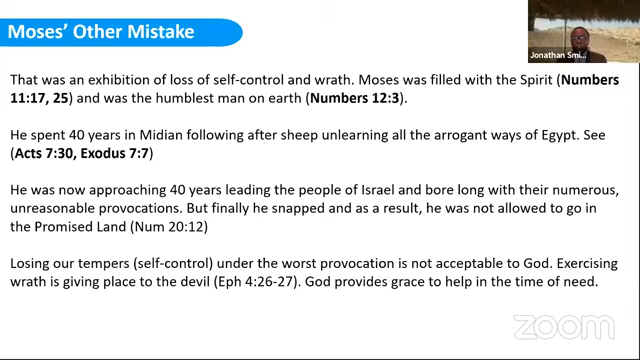 Moses’ Other Mistake
Jonathan Smi...
That was an exhibition of loss of self-control and wrath. Moses was filled with the Spirit (Numbers
11:17, 25) and was the humblest man on earth (Numbers 12:3).
He spent 40 years in Midian following after sheep unlearning all the arrogant ways of Egypt. See
(Acts 7:30, Exodus 7:7)
He was now approaching 40 years leading the people of Israel and bore long with their numerous,
unreasonable provocations. But finally he snapped and as a result, he was not allowed to go in
the Promised Land (Num 20:12)
Losing our tempers (self-control) under the worst provocation is not acceptable to God. Exercising
wrath is giving place to the devil (Eph 4:26-27). God provides grace to help in the time of need.
zoom